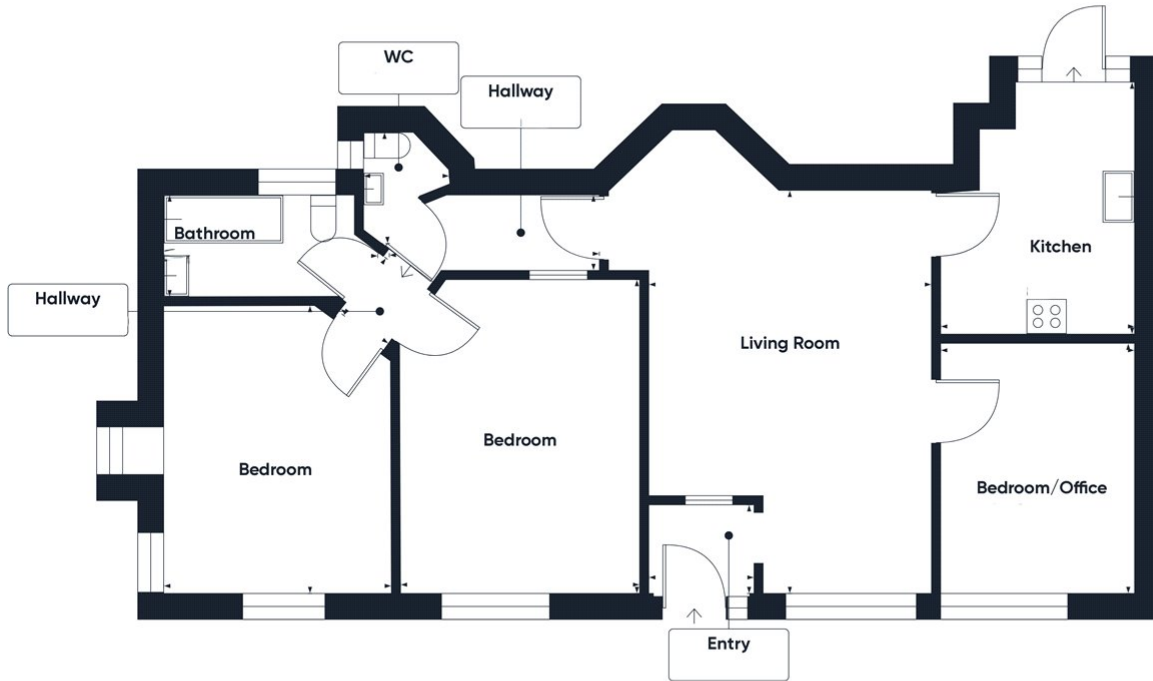 WC
Hallway
Bathroom
Kitchen
Hallway
Living Room
Bedroom
Bedroom
Bedroom/Office
Entry